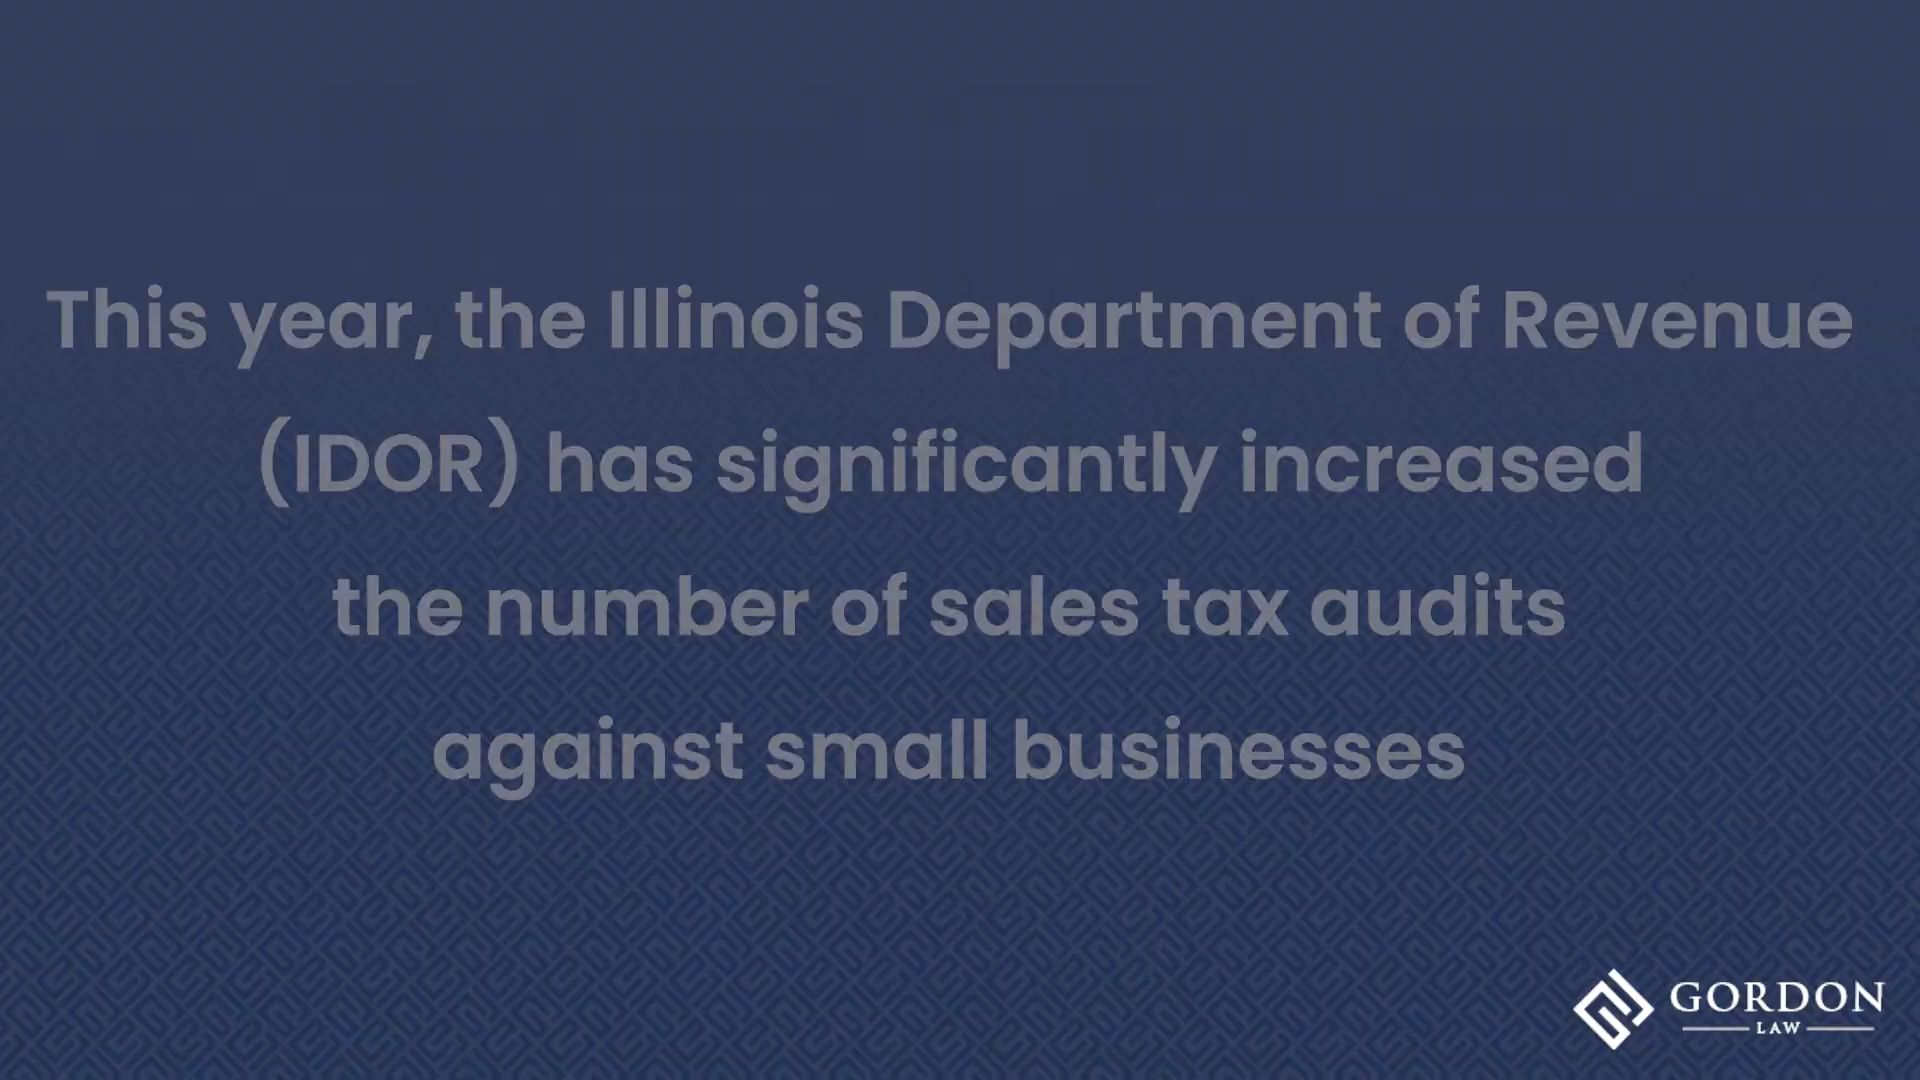 This year, the Illinois Department of Revenue
(IDOR) has significantly increased
the number of sales tax audits
against small businesses
GORDON
LAW